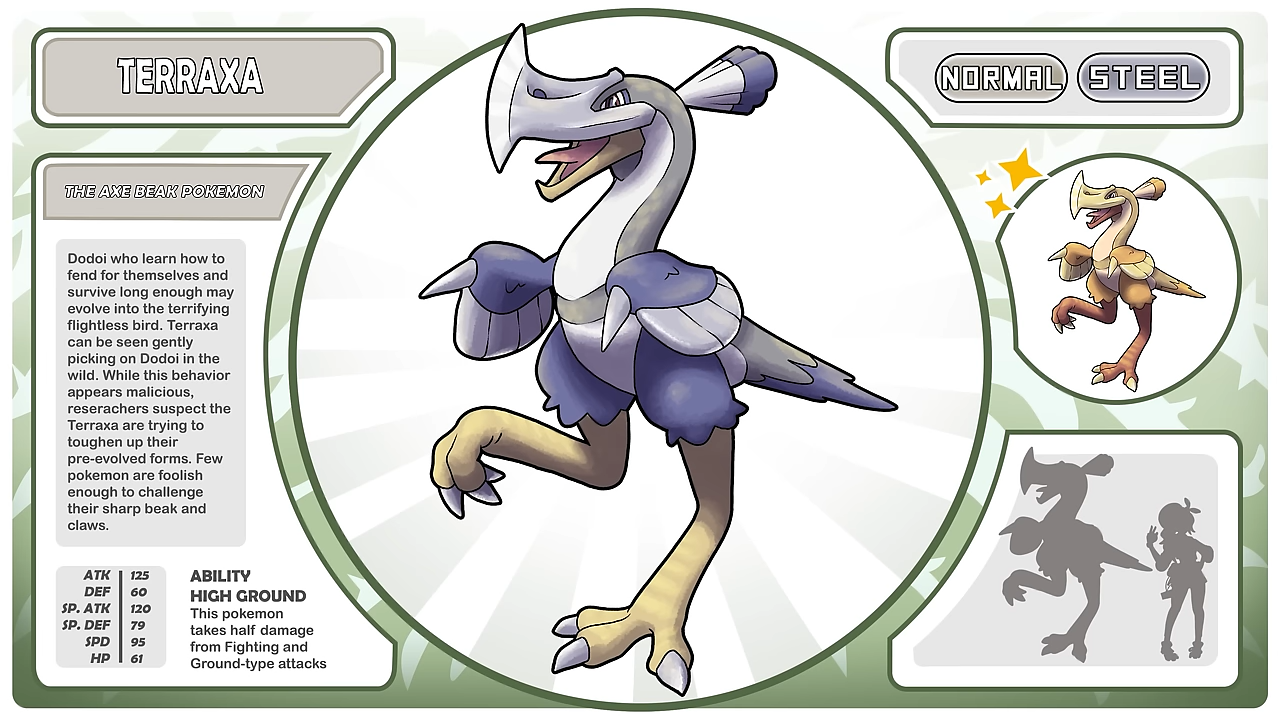 TERRAXA
NORMAL STEEL
THE AXE BEAK POKEMON
Dodoi who learn how to
fend for themselves and
survive long enough may
evolve into the terrifying
flightless bird. Terraxa
can be seen gently
picking on Dodoi in the
wild. While this behavior
appears malicious,
reserachers suspect the
Terraxa are trying to
toughen up their
pre-evolved forms. Few
pokemon are foolish
enough to challenge
their sharp beak and
claws.
ATK 125
DEF 60
SP. ATK 120
SP. DEF 79
SPD 95
HP 61
ABILITY
HIGH GROUND
This pokemon
takes half damage
from Fighting and
Ground-type attacks